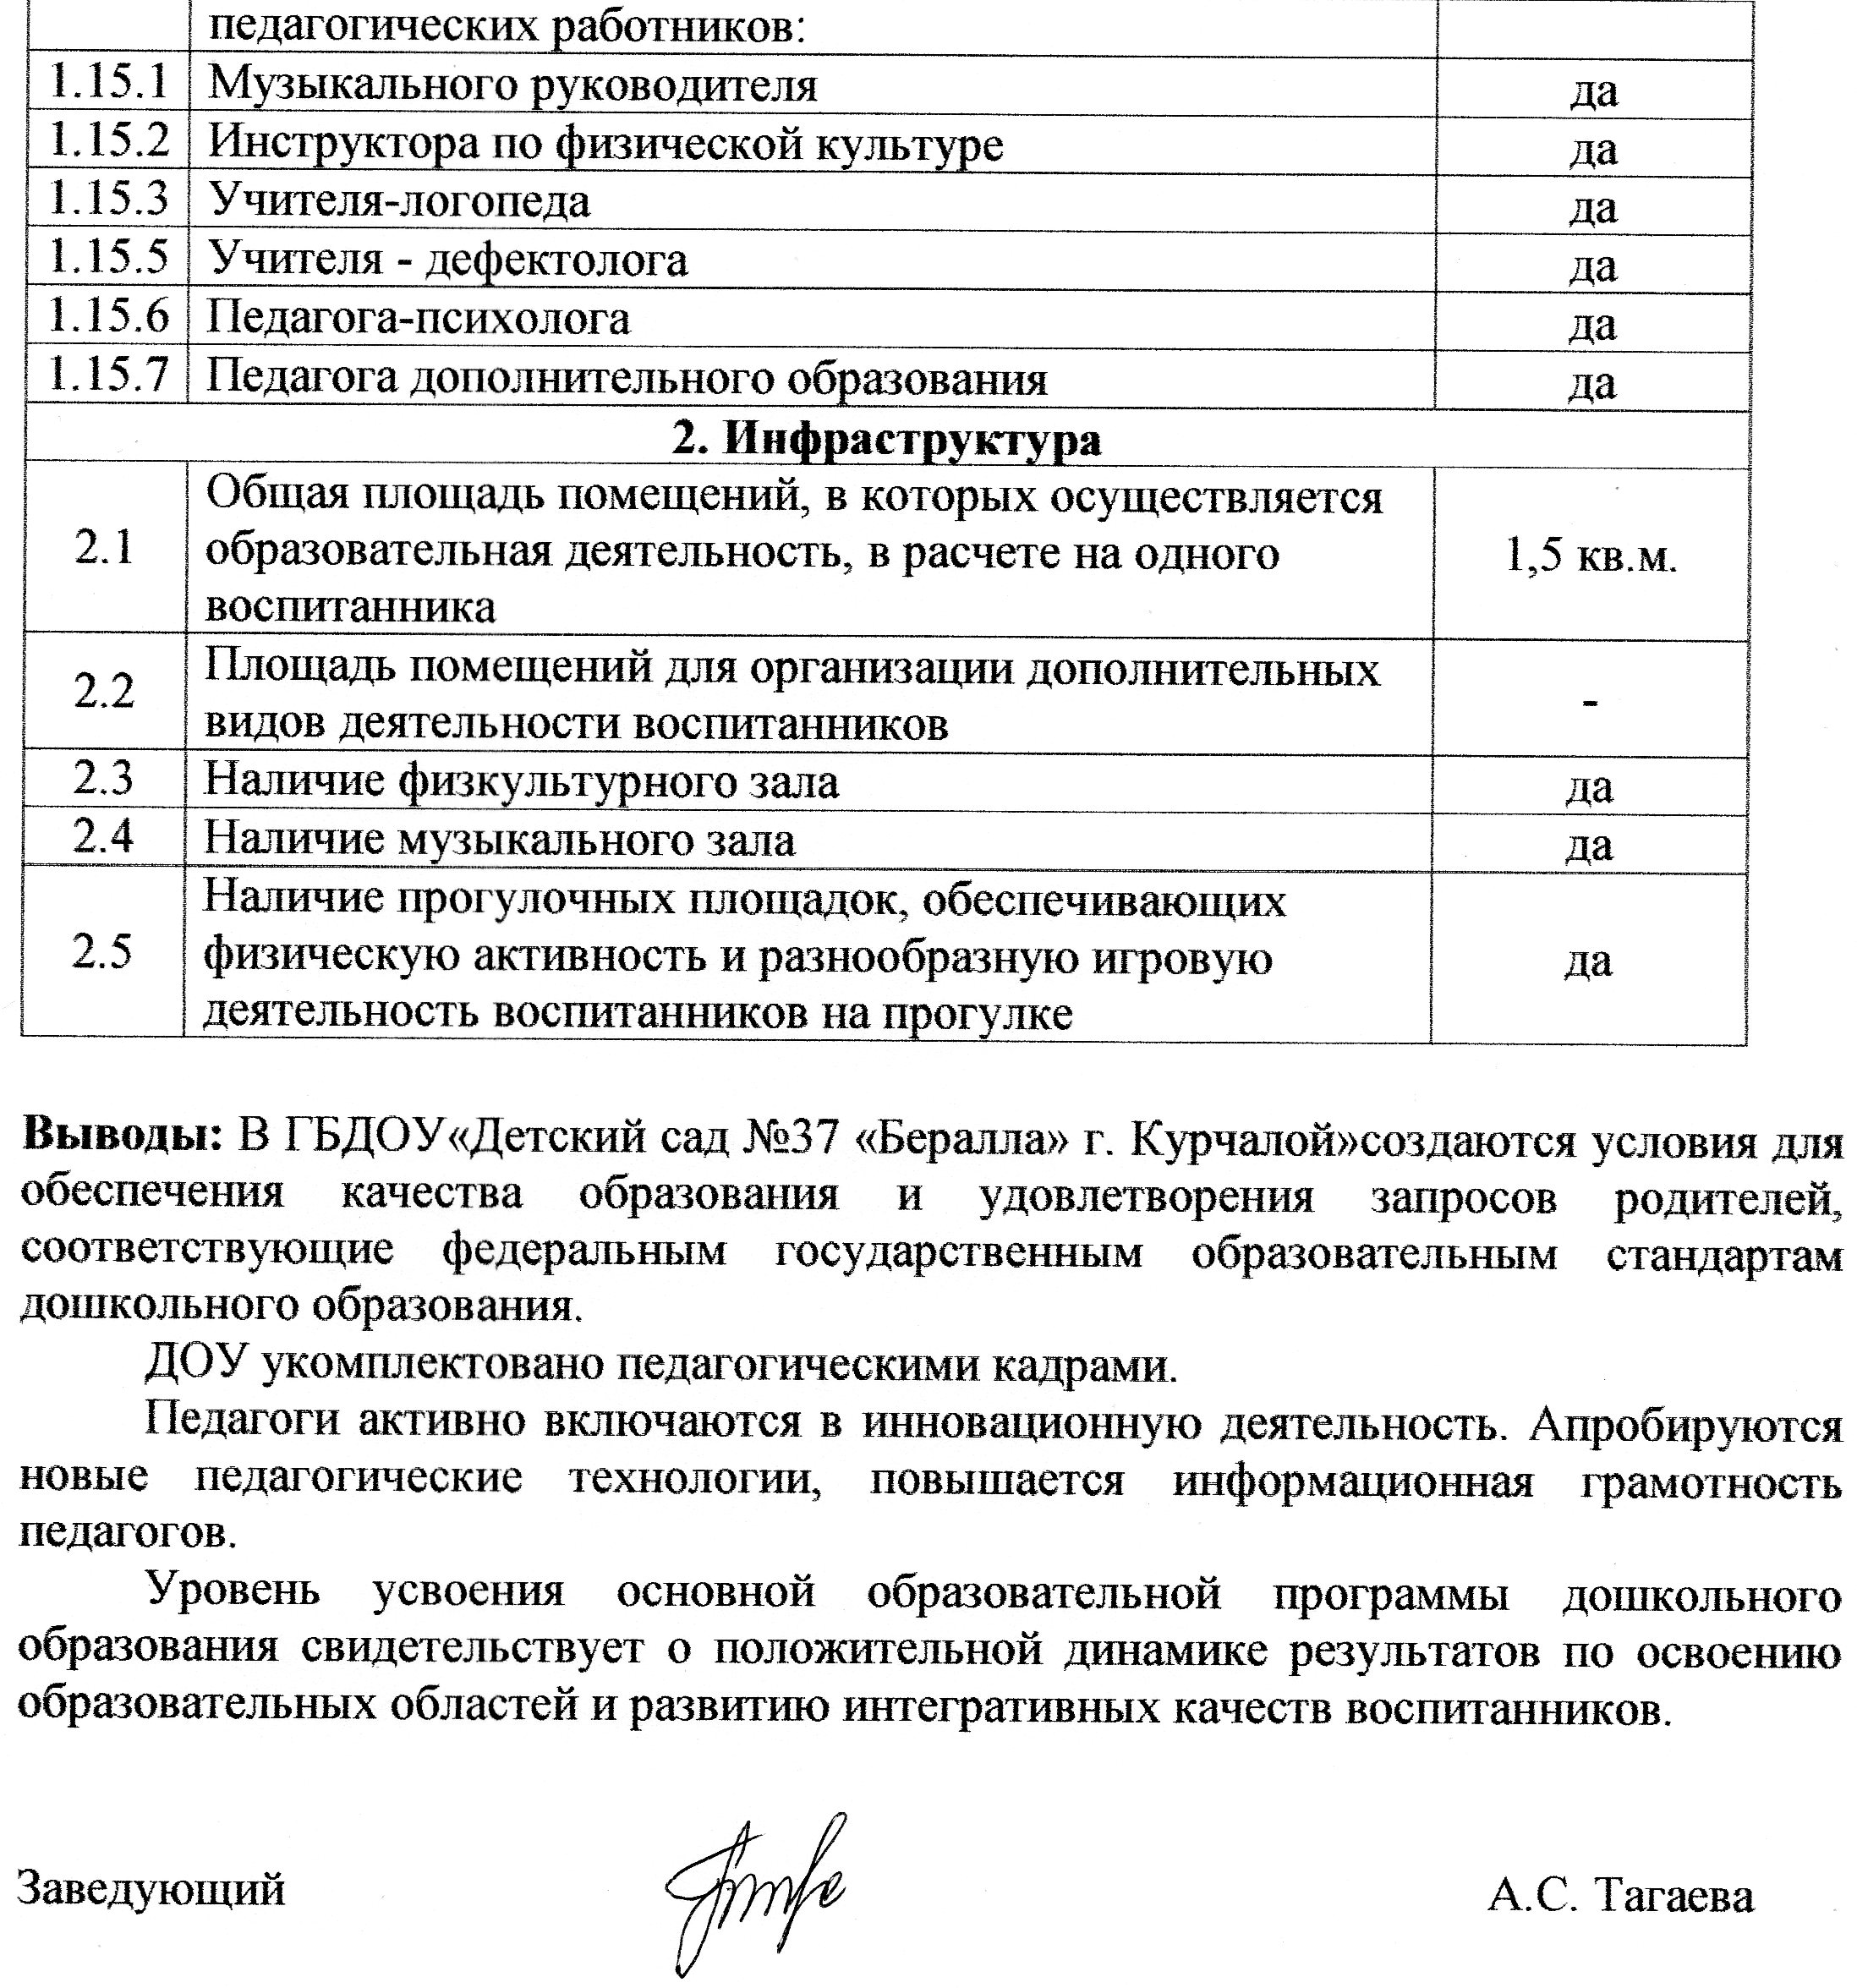 педагогических работников:
1.15.1 Музыкального руководителя да
1.15.2 Инструктора по физической культуре да
1.15.3 Учителя-логопеда да
1.15.5 Учителя - дефектолога да
1.15.6 Педагога-психолога да
1.15.7 Педагога дополнительного образования да
2. Инфраструктура
Общая площадь помещений, в которых осуществляется
2.1 образовательная деятельность, в расчете на одного 1,5 кв.м.
воспитанника
2.2 Площадь помещений для организации дополнительных -
видов деятельности воспитанников
2.3 Наличие физкультурного зала да
2.4 Наличие музыкального зала да
Наличие прогулочных площадок, обеспечивающих
2.5 физическую активность и разнообразную игровую да
деятельность воспитанников на прогулке
Выводы: В ГБДОУ«Детский сад №37 «Бералла» г. Курчалой»создаются условия для
обеспечения качества образования и удовлетворения запросов родителей,
соответствующие федеральным государственным образовательным стандартам
дошкольного образования.
ДОУ укомплектовано педагогическими кадрами.
Педагоги активно включаются в инновационную деятельность. Апробируются
новые педагогические технологии, повышается информационная грамотность
педагогов.
Уровень усвоения основной образовательной программы дошкольного
образования свидетельствует о положительной динамике результатов по освоению
образовательных областей и развитию интегративных качеств воспитанников.
Заведующий А.С. Тагаева